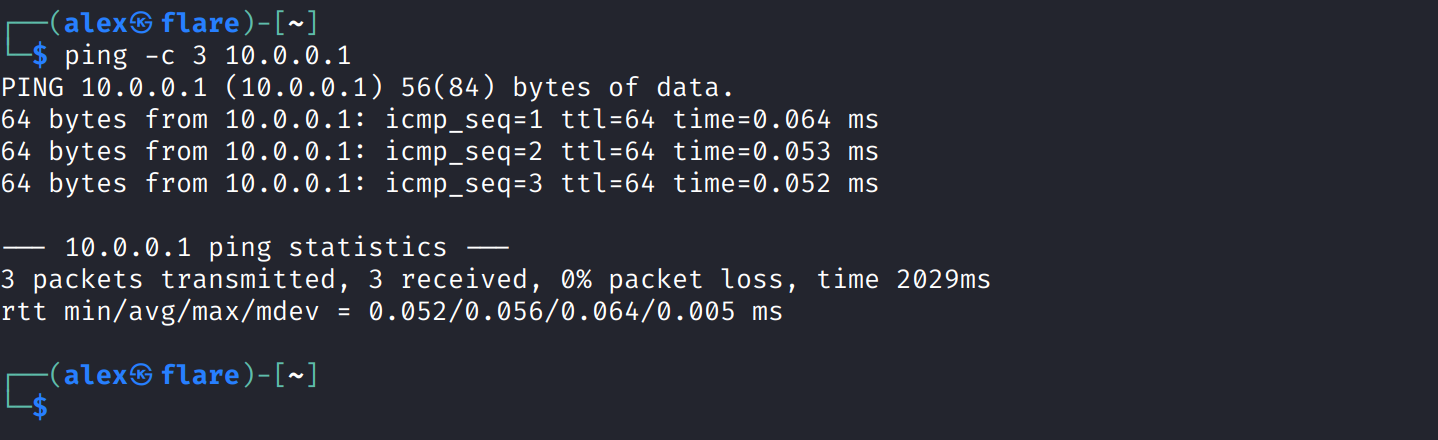 ┌──(alex㉿flare)-[~]
└─$ ping -c 3 10.0.0.1
PING 10.0.0.1 (10.0.0.1) 56(84) bytes of data.
64 bytes from 10.0.0.1: icmp_seq=1 ttl=64 time=0.064 ms
64 bytes from 10.0.0.1: icmp_seq=2 ttl=64 time=0.053 ms
64 bytes from 10.0.0.1: icmp_seq=3 ttl=64 time=0.052 ms
--- 10.0.0.1 ping statistics ---
3 packets transmitted, 3 received, 0% packet loss, time 2029ms
rtt min/avg/max/mdev = 0.052/0.056/0.064/0.005 ms
┌──(alex㉿flare)-[~]
└─$